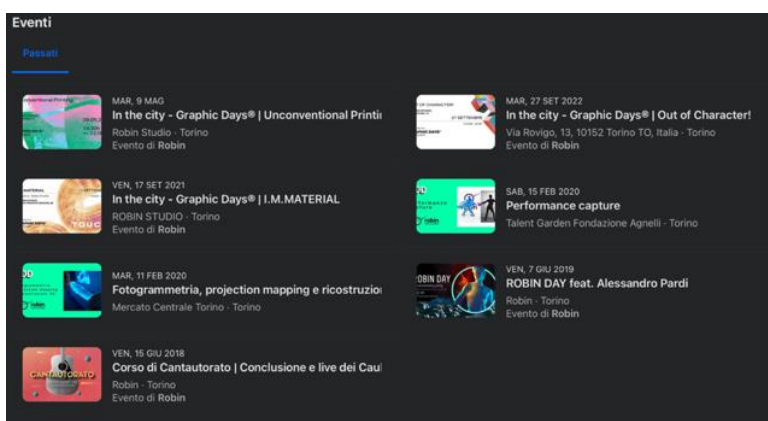 Eventi
Passati
MAR, 9 MAG
In the city - Graphic Days® | Unconventional Printi
Robin Studio · Torino
Evento di Robin
MAR, 27 SET 2022
In the city - Graphic Days® | Out of Character!
Via Rovigo, 13, 10152 Torino TO, Italia · Torino
Evento di Robin
VEN, 17 SET 2021
In the city - Graphic Days® | I.M.MATERIAL
ROBIN STUDIO · Torino
Evento di Robin
SAB, 15 FEB 2020
Performance capture
Talent Garden Fondazione Agnelli · Torino
MAR, 11 FEB 2020
Fotogrammetria, projection mapping e ricostruzio
Mercato Centrale Torino · Torino
VEN, 7 GIU 2019
ROBIN DAY feat. Alessandro Pardi
Robin · Torino
Evento di Robin
ROBIN DAY
VEN, 15 GIU 2018
Corso di Cantautorato | Conclusione e live dei Cau
Robin · Torino
Evento di Robin
CANTAUTORATO